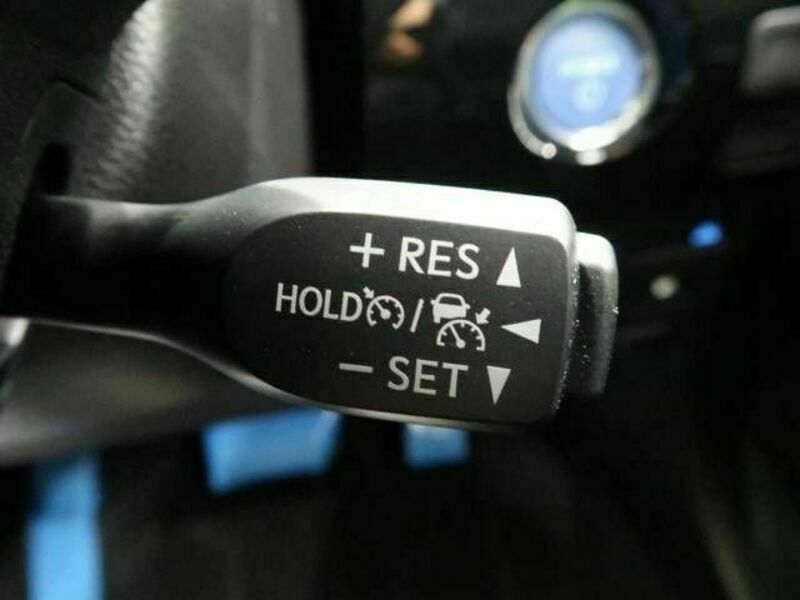 + RES ▲
HOLD / ◀
− SET ▼